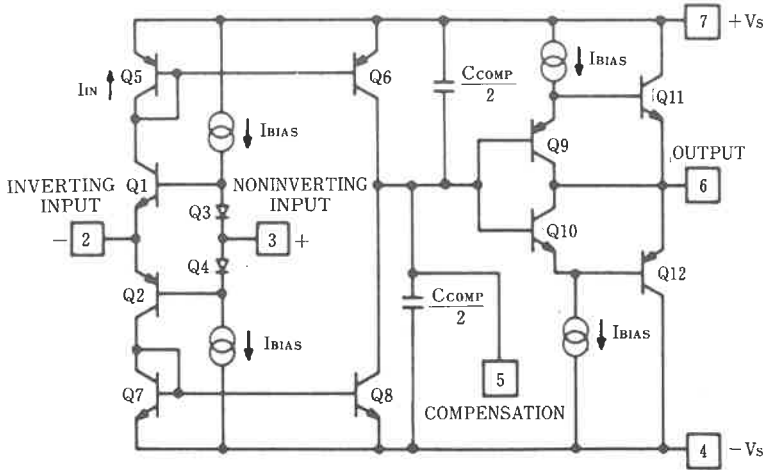 7 +Vs
Q5
Q6
IIN
CCOMP
2
IBIAS
Q11
IBIAS
Q9
OUTPUT
INVERTING
INPUT
Q1
NONINVERTING
INPUT
Q3
6
- 2
3 +
Q10
Q4
Q2
Q12
CCOMP
2
IBIAS
IBIAS
5
Q7
Q8
COMPENSATION
4 -Vs